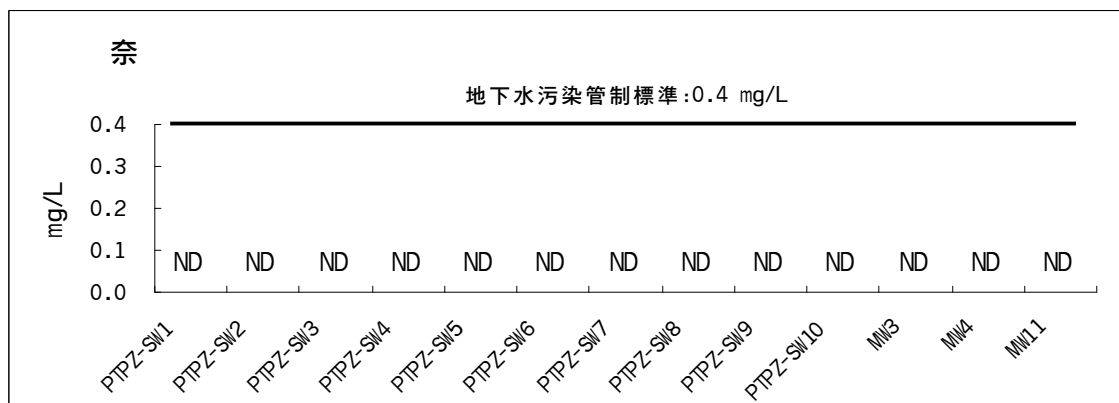 奈
地下水污染管制標準:0.4 mg/L
0.4
0.3
0.2
0.1
0.0
mg/L
ND ND ND ND ND ND ND ND ND ND ND ND ND
PTPZ-SW1 PTPZ-SW2 PTPZ-SW3 PTPZ-SW4 PTPZ-SW5 PTPZ-SW6 PTPZ-SW7 PTPZ-SW8 PTPZ-SW9 PTPZ-SW10 MW3 MW4 MW11